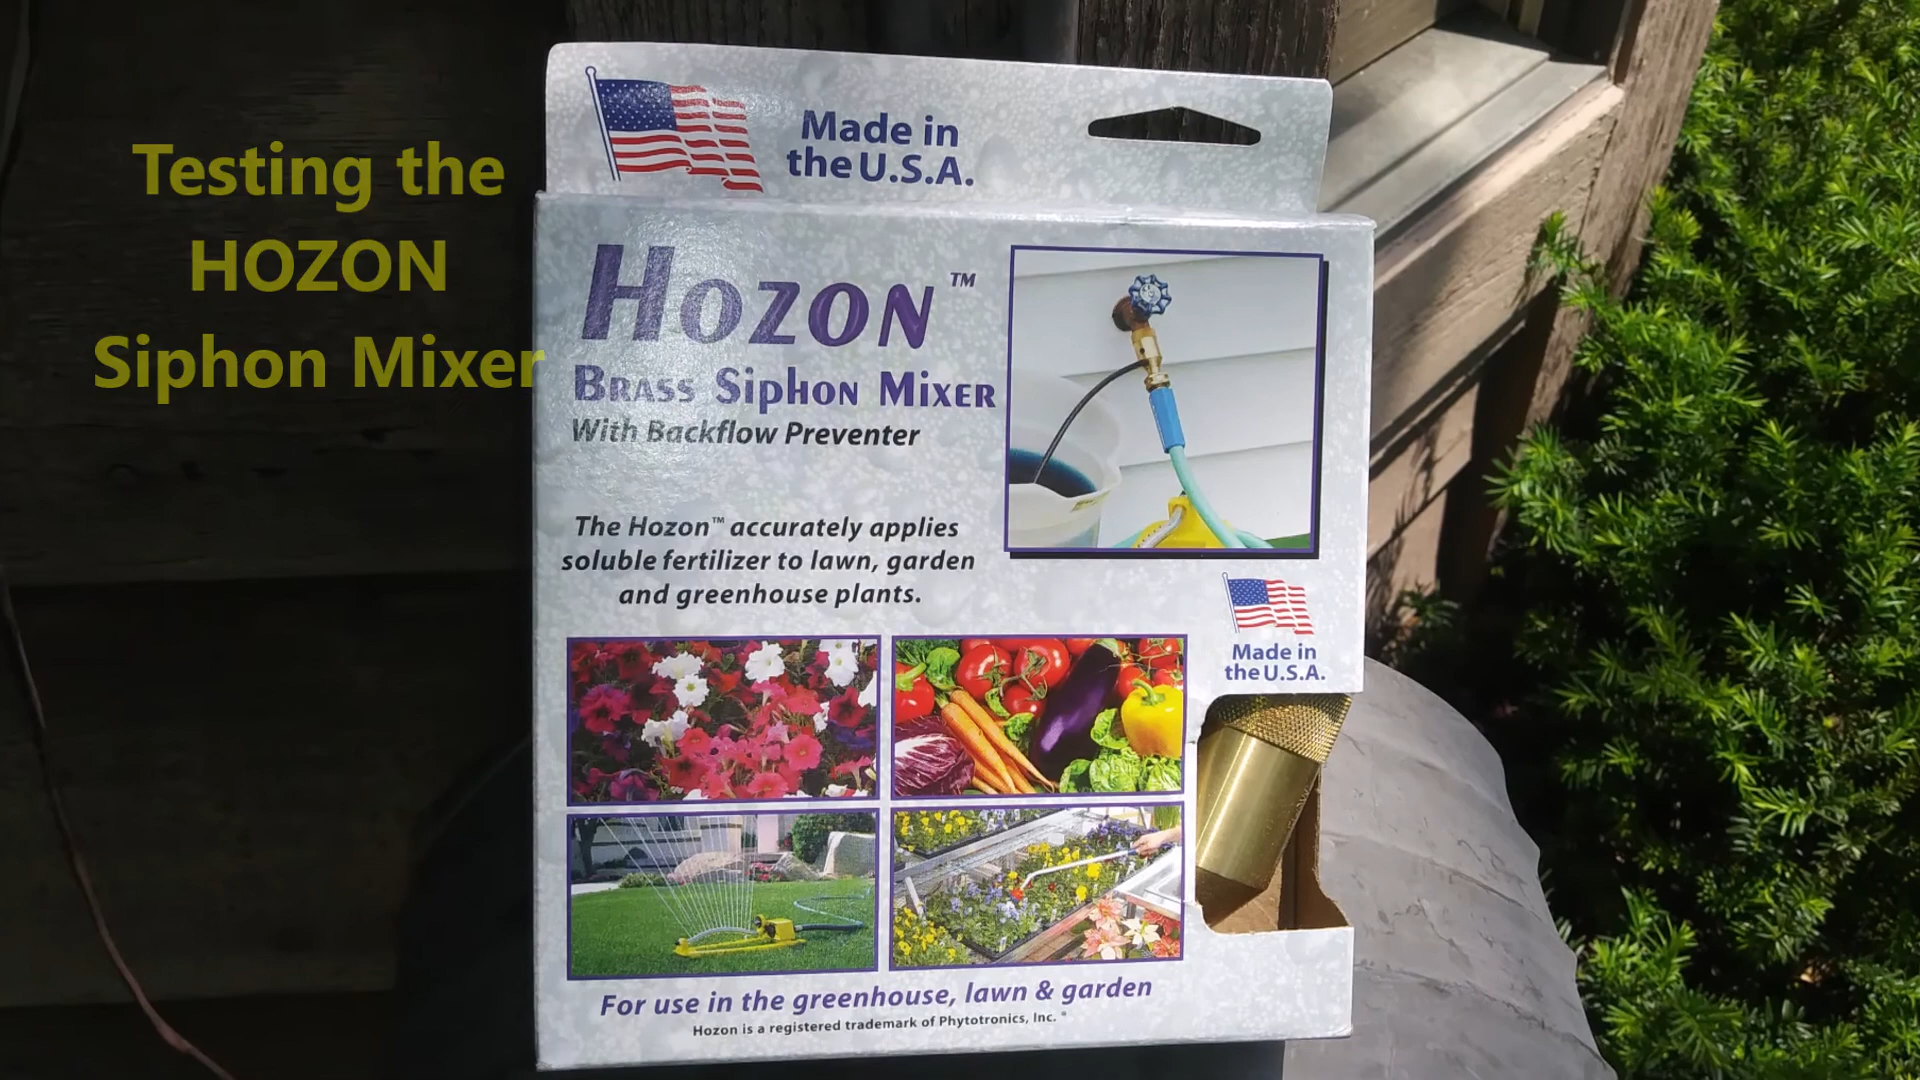 Testing the
HOZON
Siphon Mixer
Made in
the U.S.A.
HOZON™
BRASS SIPHON MIXER
With Backflow Preventer
The Hozon™ accurately applies
soluble fertilizer to lawn, garden
and greenhouse plants.
Made in
the U.S.A.
For use in the greenhouse, lawn & garden
Hozon is a registered trademark of Phytotronics, Inc. ®